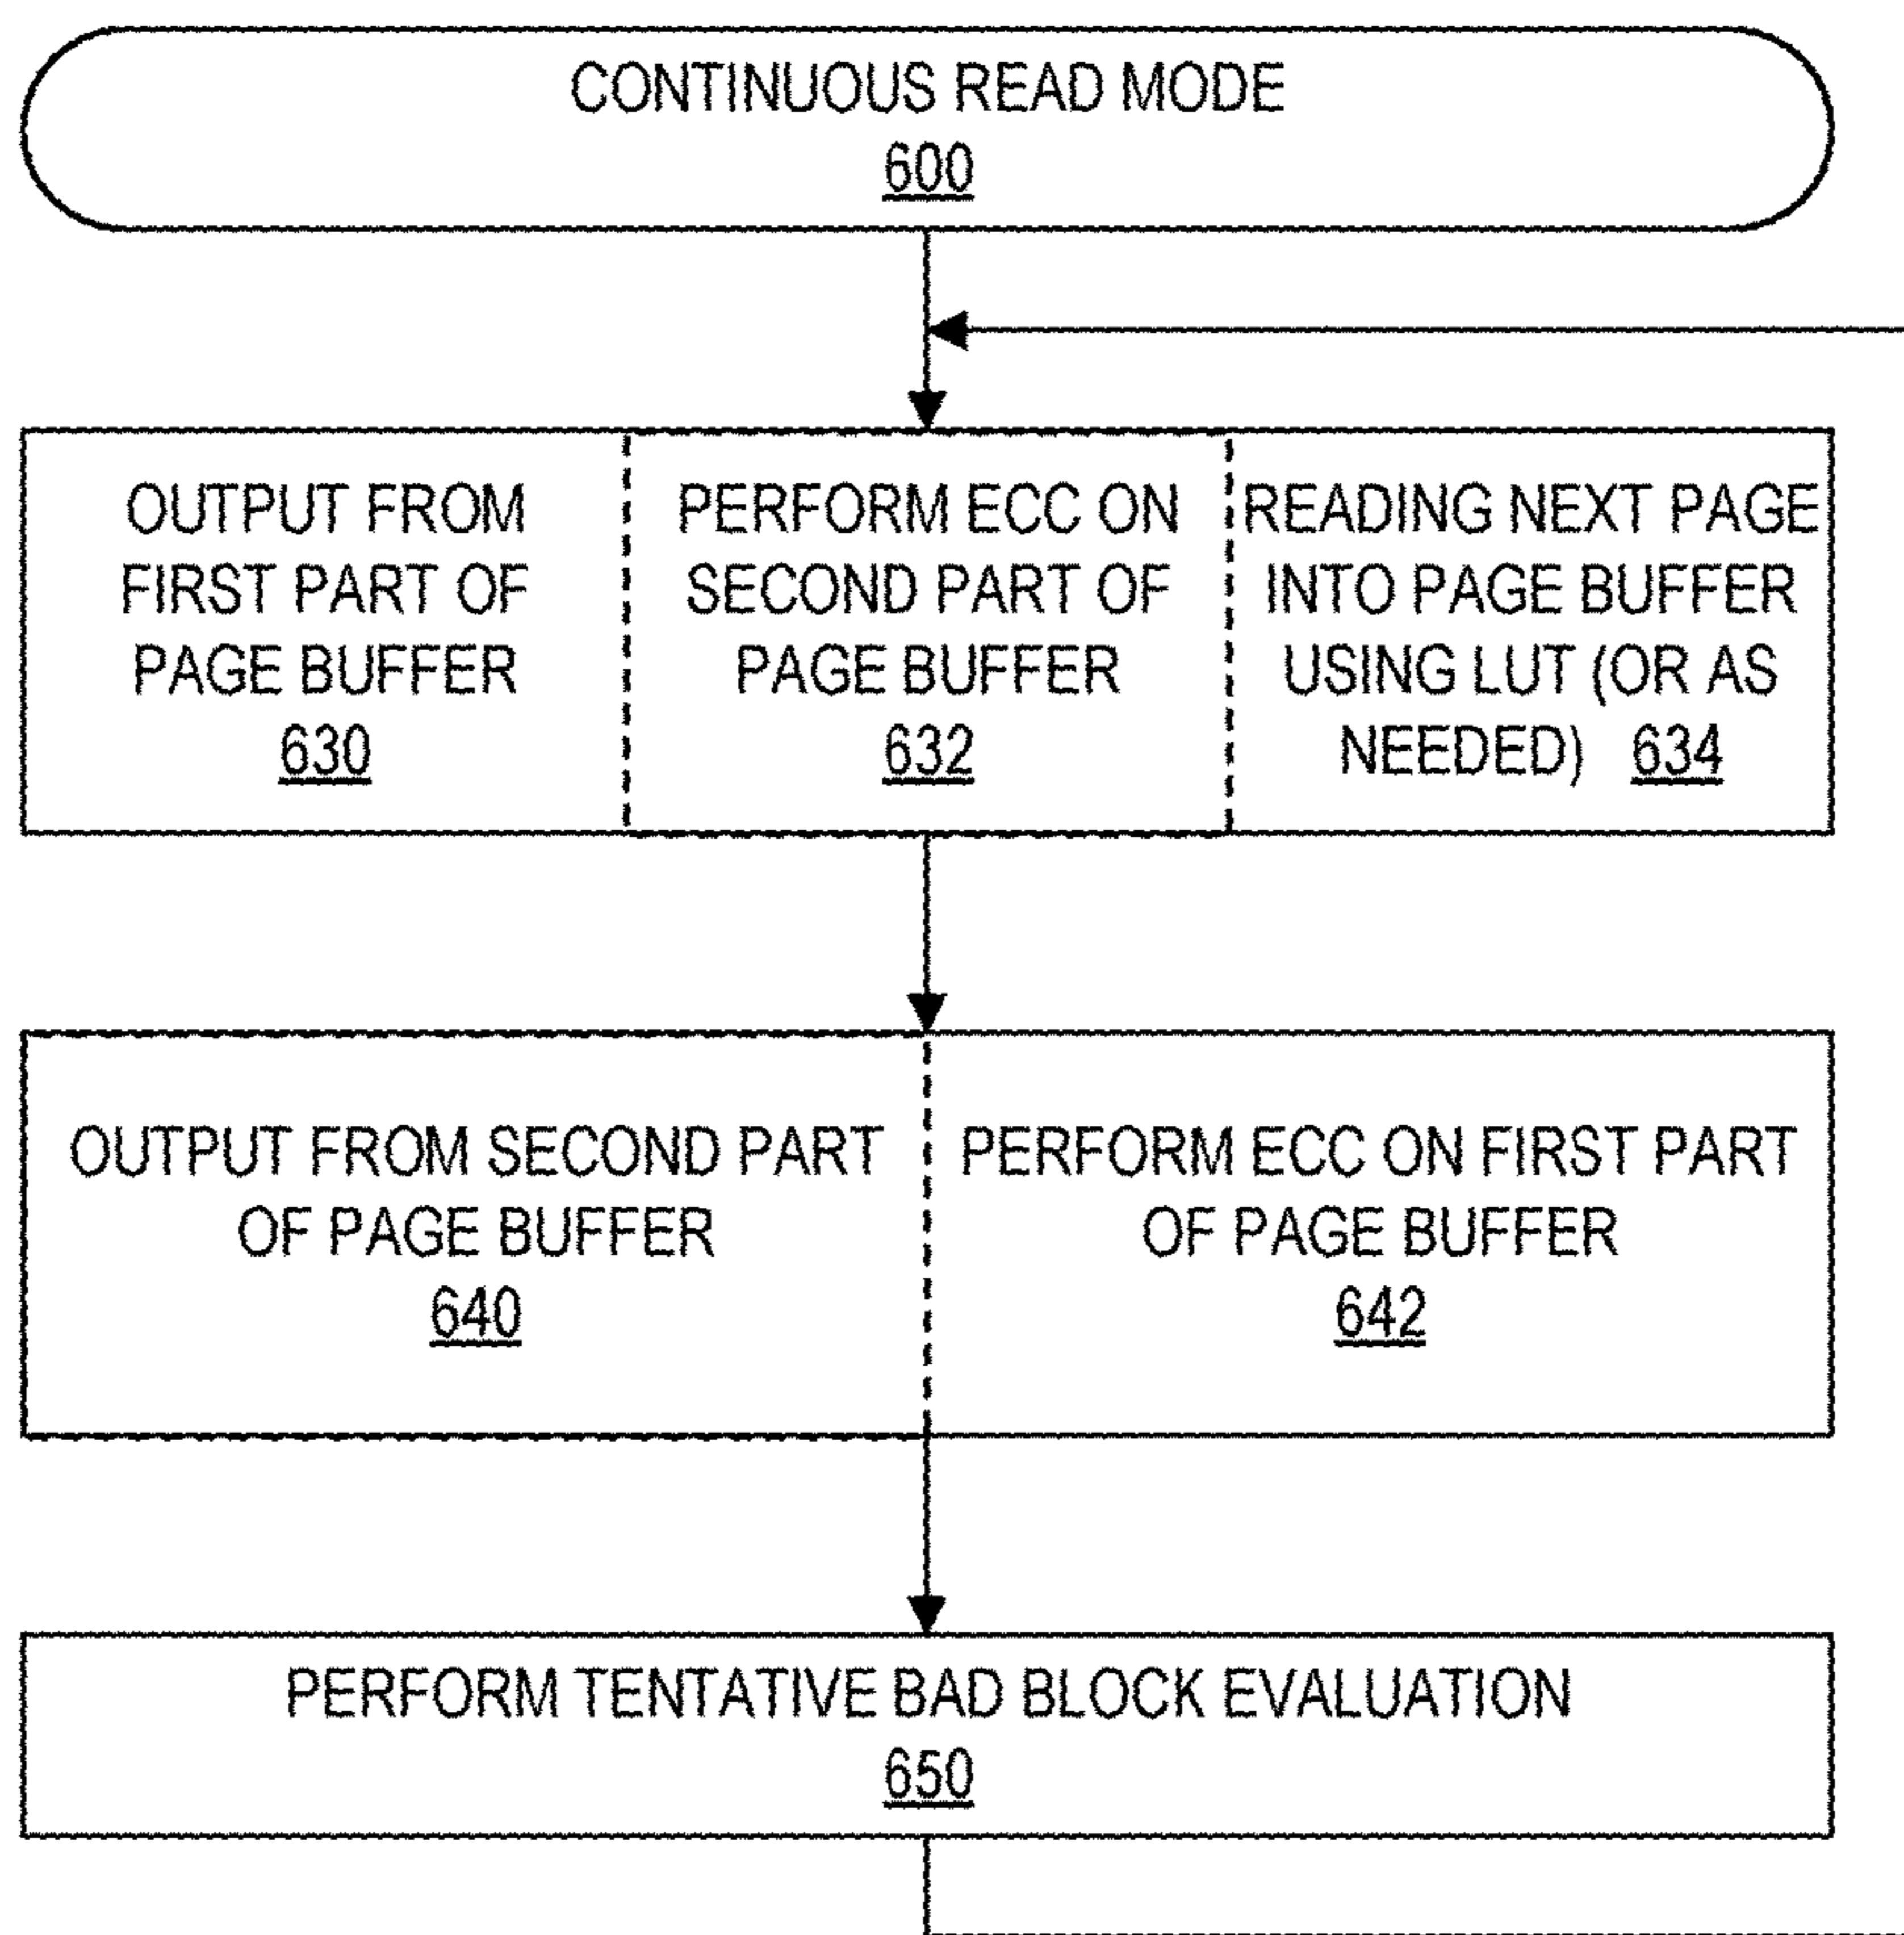 CONTINUOUS READ MODE
600
OUTPUT FROM
FIRST PART OF
PAGE BUFFER
630
PERFORM ECC ON
SECOND PART OF
PAGE BUFFER
632
READING NEXT PAGE
INTO PAGE BUFFER
USING LUT (OR AS
NEEDED) 634
OUTPUT FROM SECOND PART
OF PAGE BUFFER
640
PERFORM ECC ON FIRST PART
OF PAGE BUFFER
642
PERFORM TENTATIVE BAD BLOCK EVALUATION
650